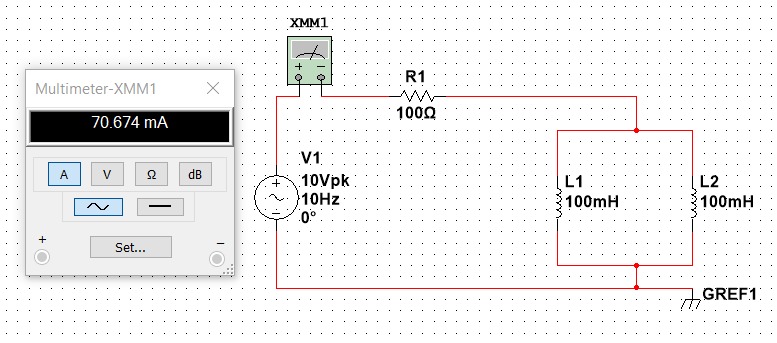 XMM1
Multimeter-XMM1
70.674 mA
A V Ω dB
+ −
Set...
+ −
R1
100Ω
V1
10Vpk
10Hz
0°
L1
100mH
L2
100mH
GREF1